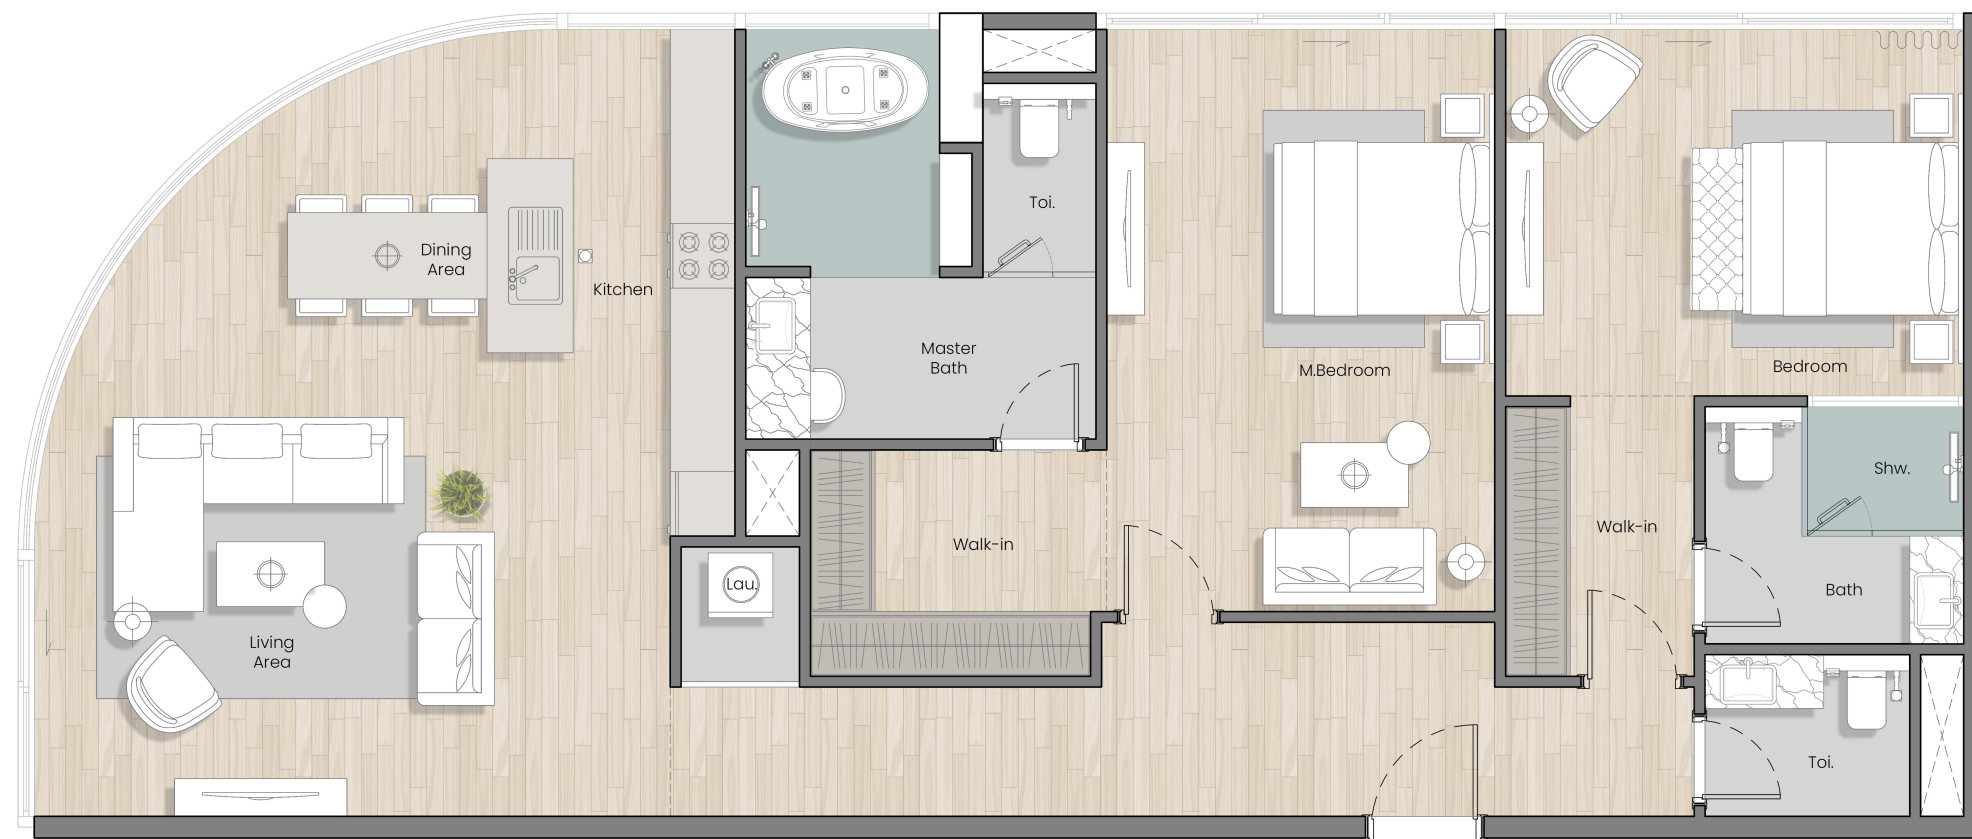 Toi.
Dining
Area
Kitchen
Master
Bath
M.Bedroom
Bedroom
Shw.
Walk-in
Walk-in
Lau.
Bath
Living
Area
Toi.